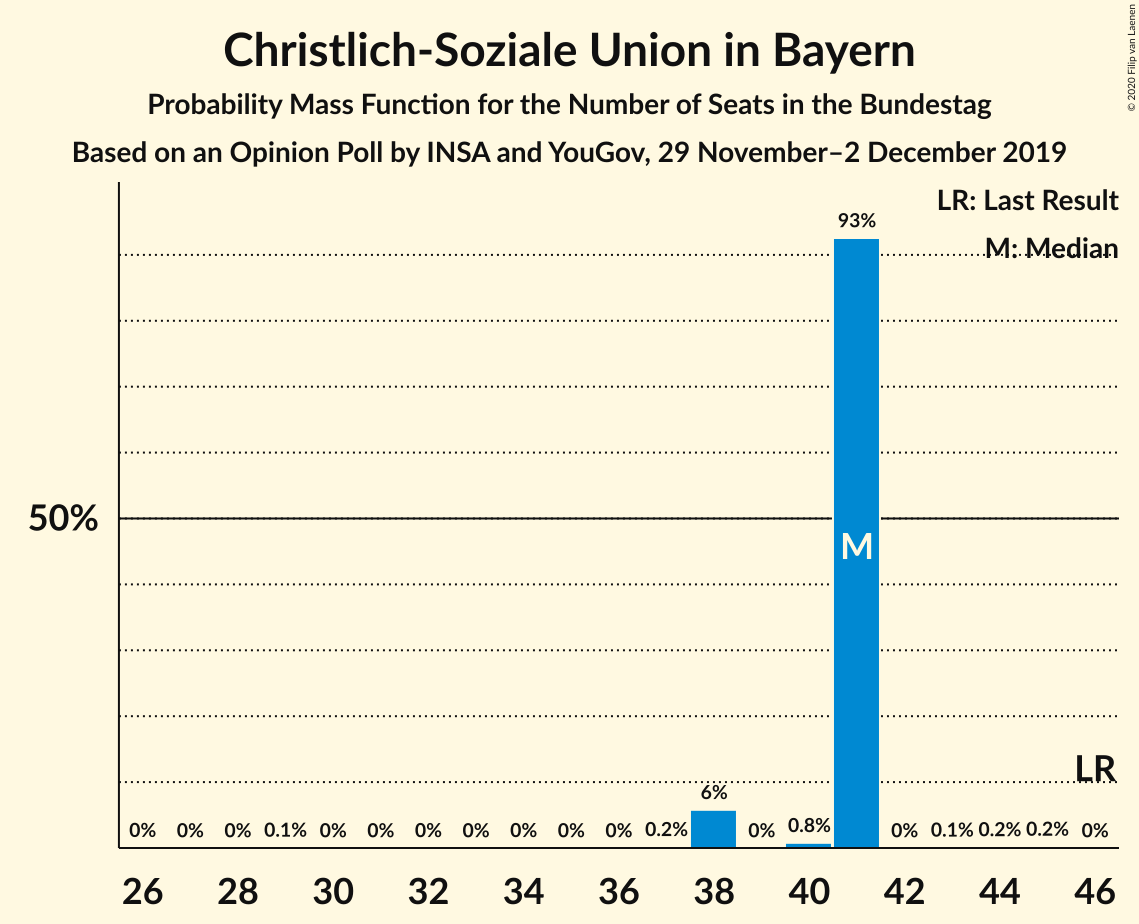 Christlich-Soziale Union in Bayern
Probability Mass Function for the Number of Seats in the Bundestag
Based on an Opinion Poll by INSA and YouGov, 29 November–2 December 2019
© 2020 Filip van Laenen
LR: Last Result
M: Median
93%
50%
M
LR
6%
0% 0% 0% 0.1% 0% 0% 0% 0% 0% 0% 0% 0.2% 0% 0.8% 0% 0.1% 0.2% 0.2% 0%
26 28 30 32 34 36 38 40 42 44 46